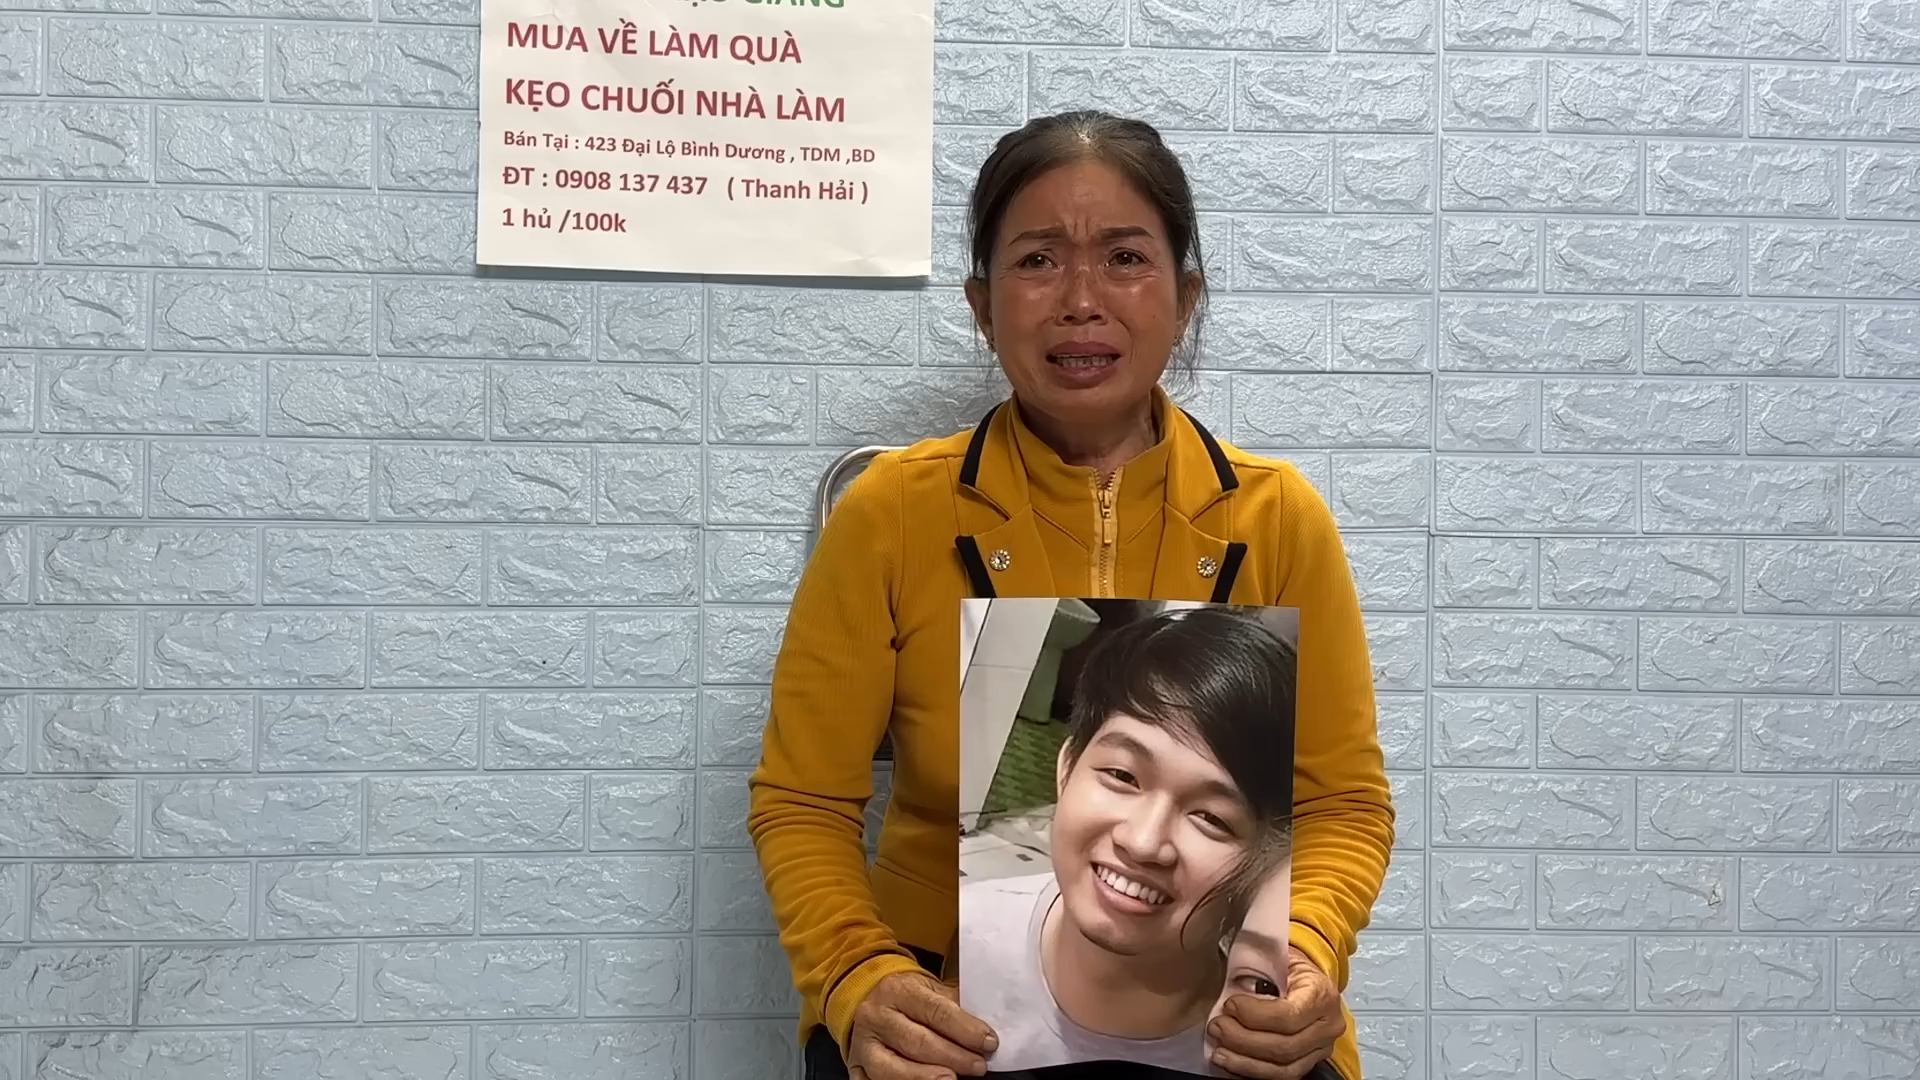 MUA VỀ LÀM QUÀ
KẸO CHUỐI NHÀ LÀM
Bán Tại : 423 Đại Lộ Bình Dương , TDM ,BD
ĐT : 0908 137 437 ( Thanh Hải )
1 hủ /100k